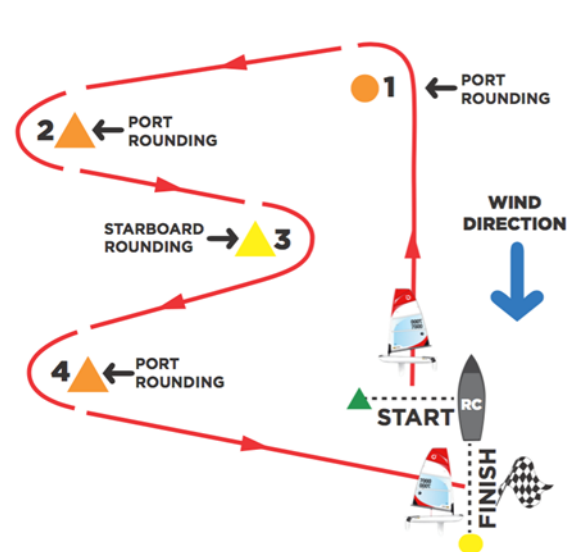 1
PORT
ROUNDING
2
PORT
ROUNDING
WIND
DIRECTION
STARBOARD
ROUNDING
3
4
PORT
ROUNDING
RC
START
FINISH